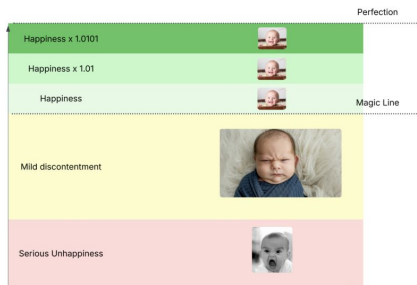 Perfection
Happiness x 1.0101
Happiness x 1.01
Happiness
Magic Line
Mild discontentment
Serious Unhappiness